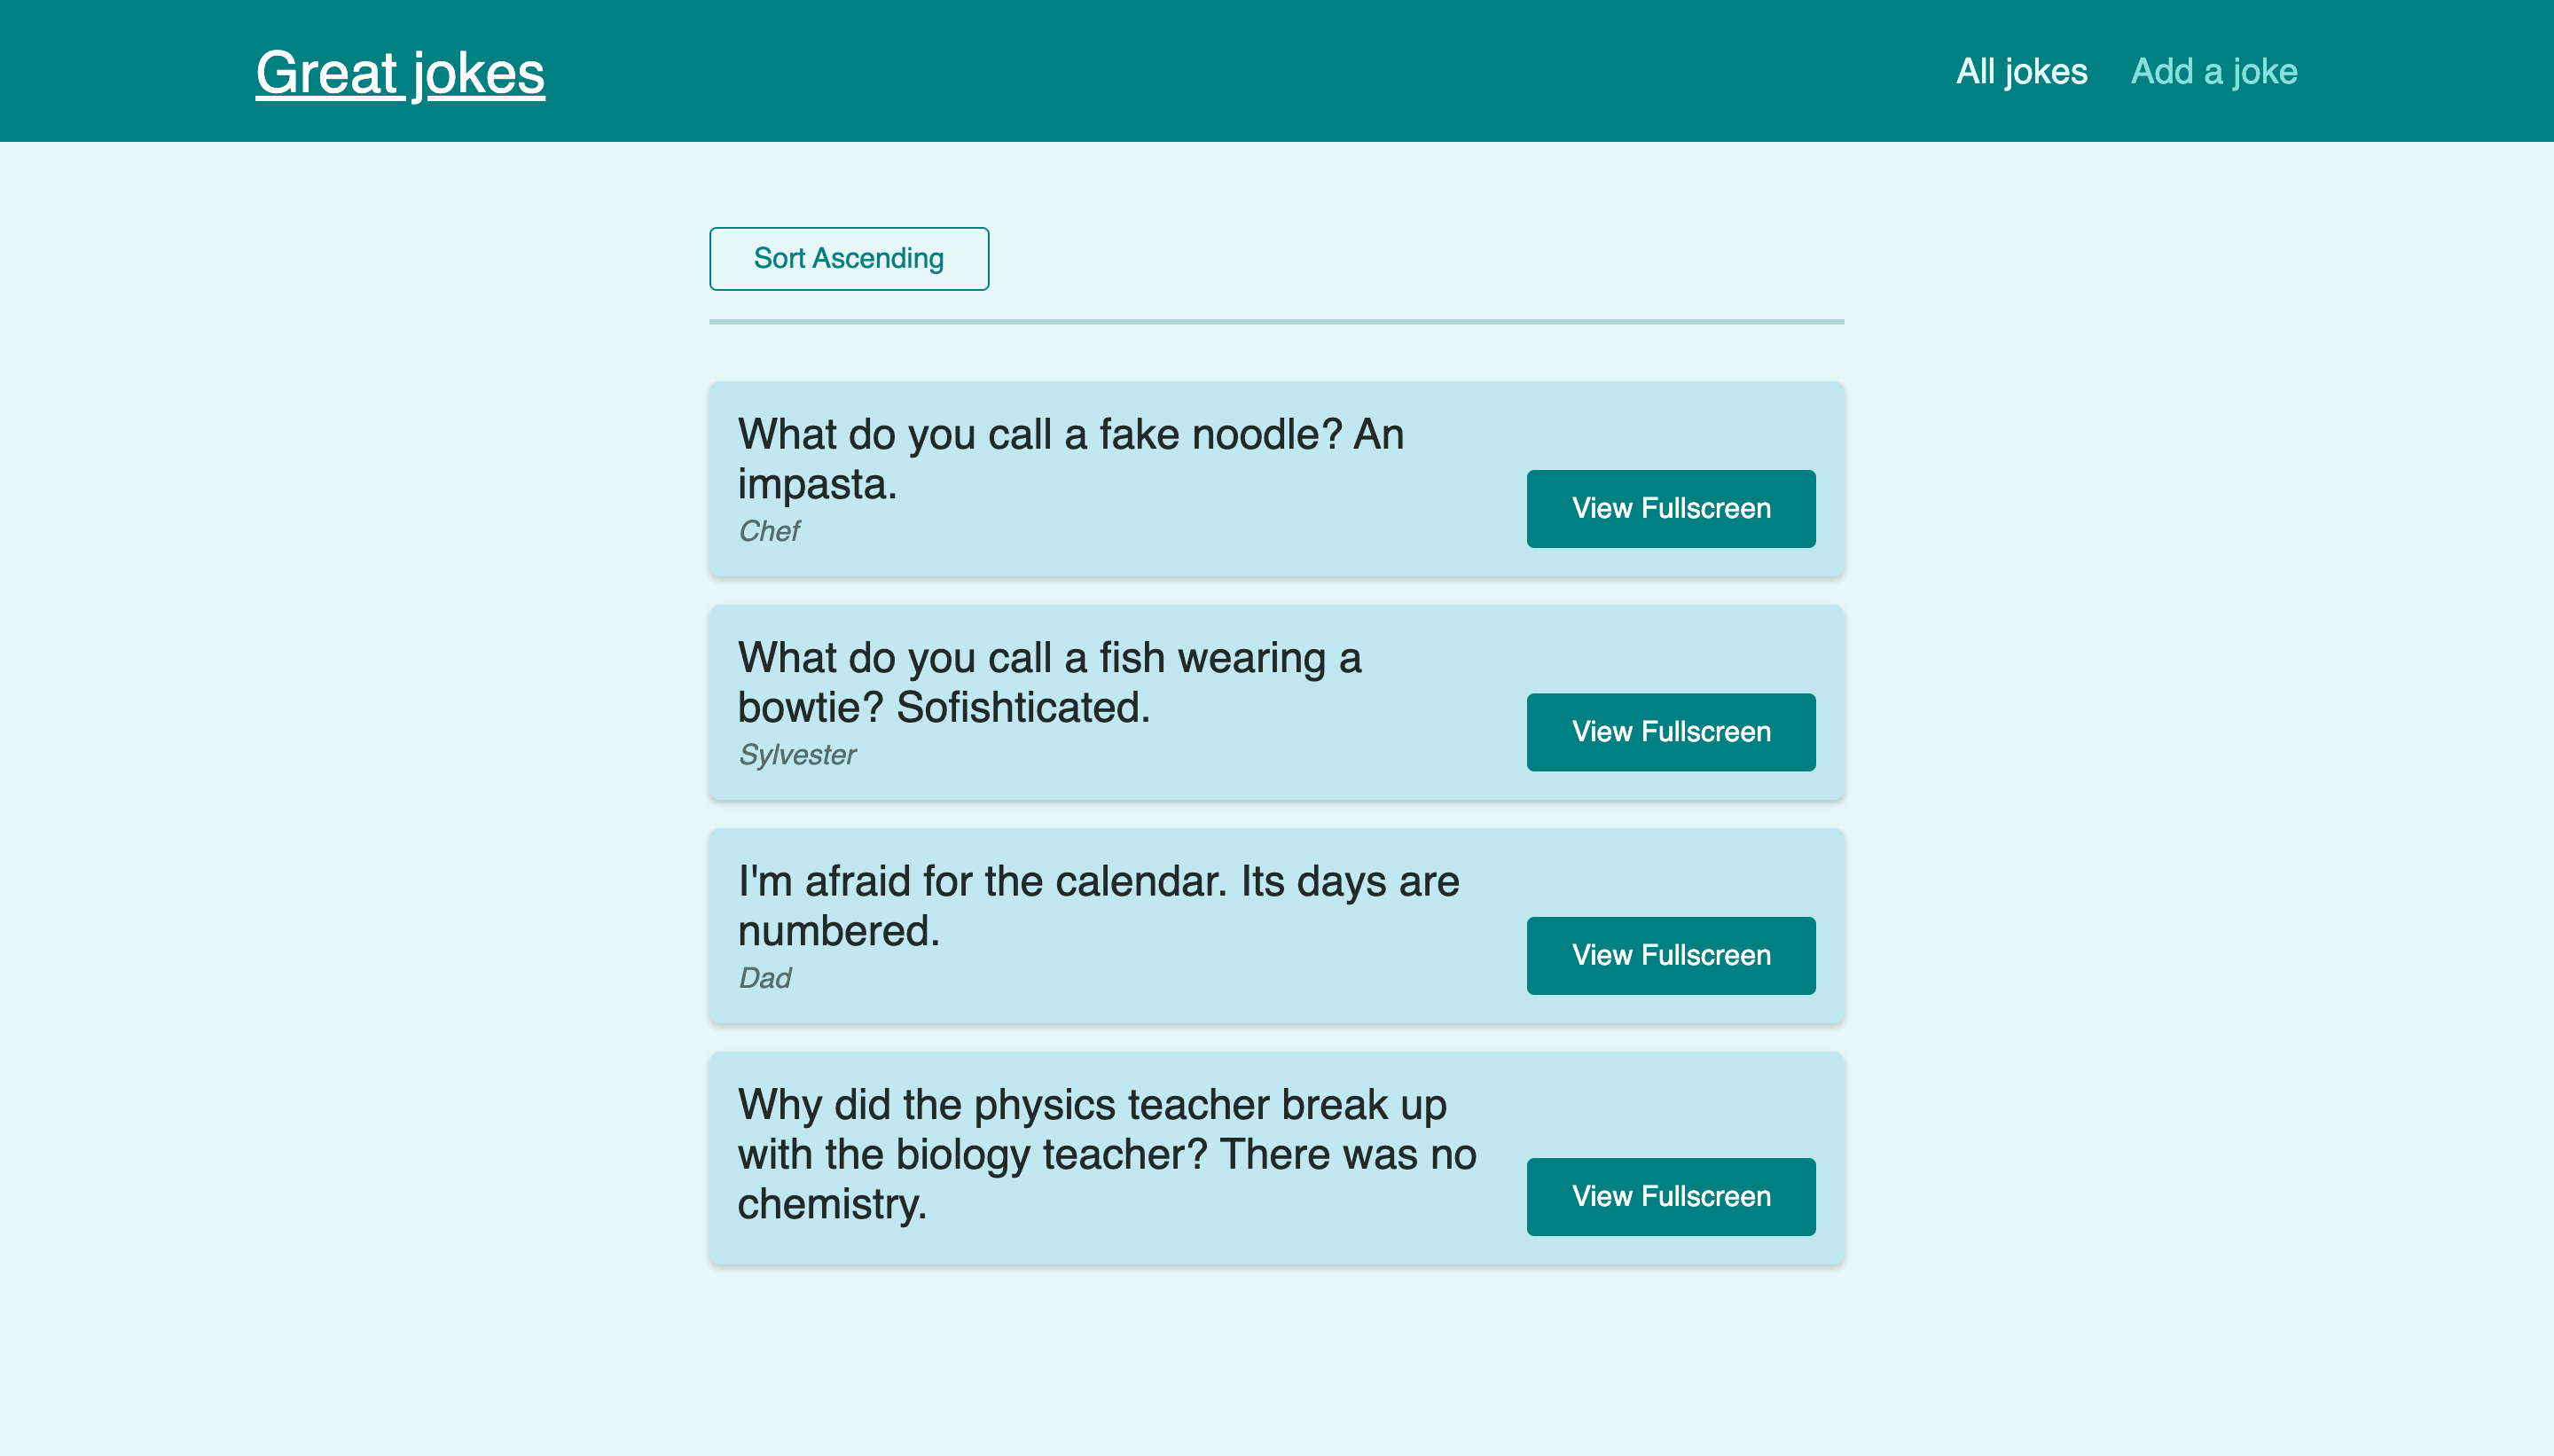 Great jokes
All jokes
Add a joke
Sort Ascending
What do you call a fake noodle? An
impasta.
Chef
View Fullscreen
What do you call a fish wearing a
bowtie? Sofishticated.
Sylvester
View Fullscreen
I'm afraid for the calendar. Its days are
numbered.
Dad
View Fullscreen
Why did the physics teacher break up
with the biology teacher? There was no
chemistry.
View Fullscreen